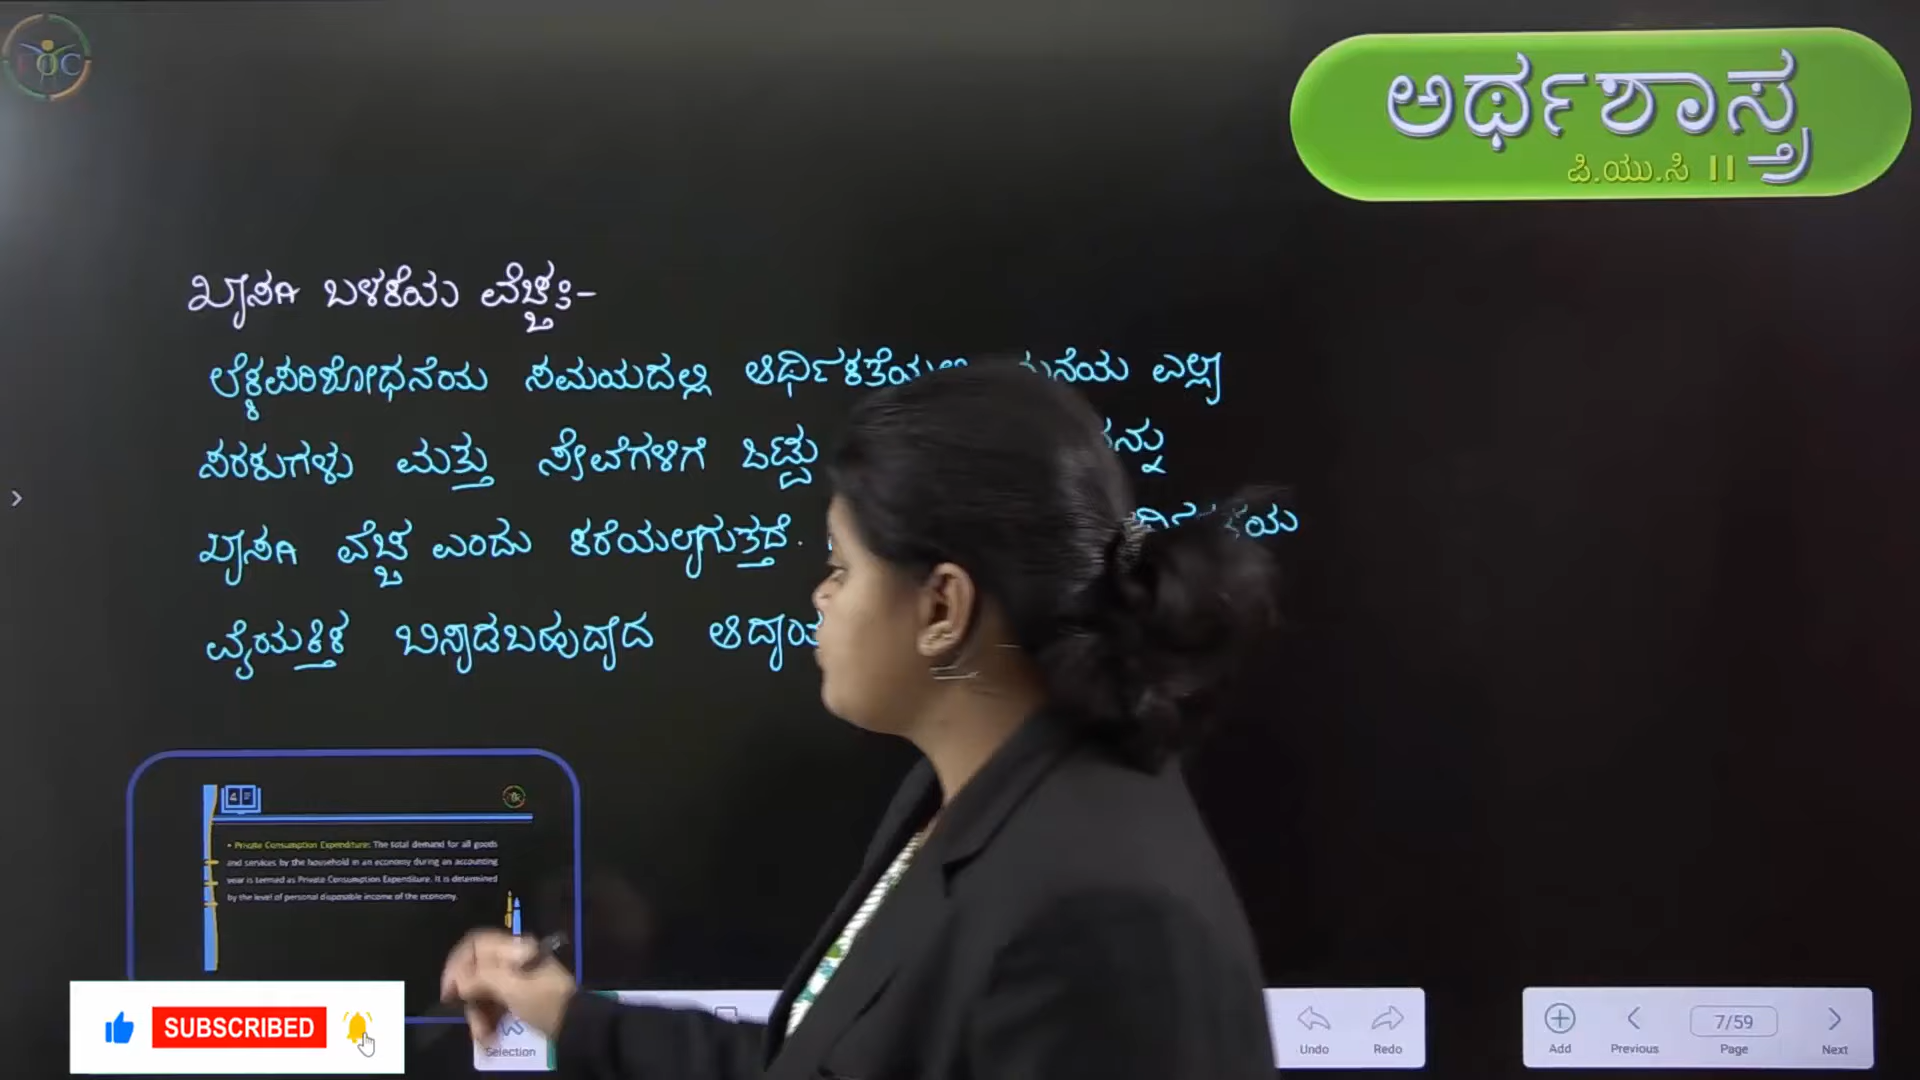 ಅರ್ಥಶಾಸ್ತ್ರ
ಪಿ.ಯು.ಸಿ II
ಖಾಸಗಿ ಬಳಕೆಯ ವೆಚ್ಚ:-
ಲೆಕ್ಕಪರಿಶೋಧನೆಯ ಸಮಯದಲ್ಲಿ ಮನೆಯ ಎಲ್ಲಾ
ಸರಕುಗಳು ಮತ್ತು ಸೇವೆಗಳಿಗೆ ಒಟ್ಟು
ಖಾಸಗಿ ವೆಚ್ಚ ಎಂದು ಕರೆಯಲಾಗುತ್ತದೆ.
ವೈಯಕ್ತಿಕ ಬಿಸಾಡಬಹುದಾದ
• Private Consumption Expenditure: The total demand for all goods
and services by the household in an economy during an accounting
year is termed as Private Consumption Expenditure. It is determined
by the level of personal disposable income of the economy.
SUBSCRIBED
Selection
Undo Redo
Add Previous 7/59 Page Next